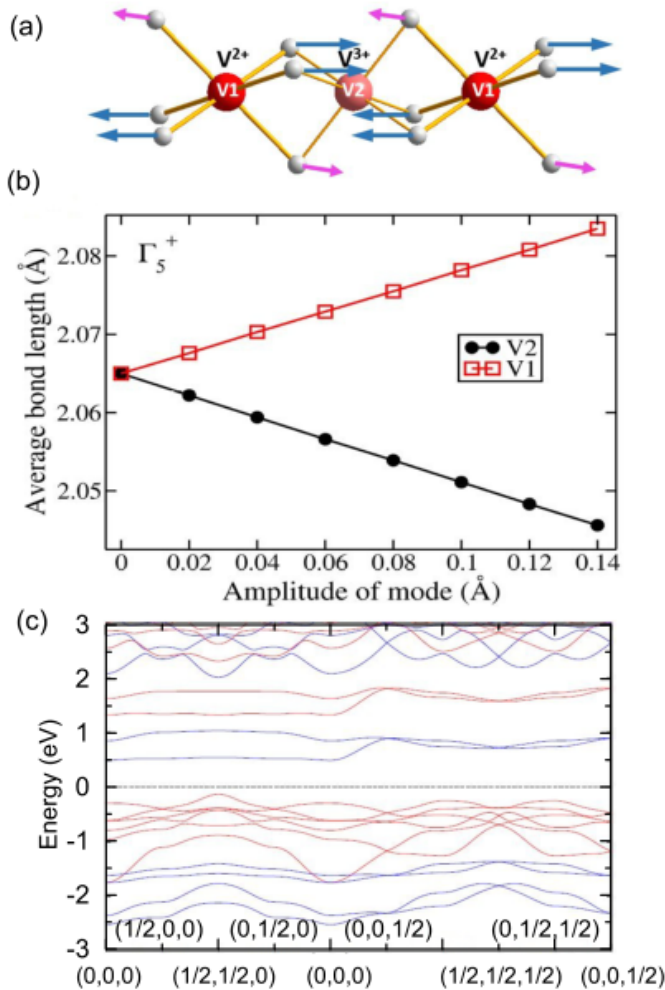 (a)
V2+ V3+ V2+
V1 V2 V1
(b)
Γ5+
2.08
2.07
2.06
2.05
Average bond length (Å)
V2
V1
0 0.02 0.04 0.06 0.08 0.1 0.12 0.14
Amplitude of mode (Å)
(c)
3
2
1
0
-1
-2
-3
Energy (eV)
(1/2,0,0) (0,1/2,0) (0,0,1/2) (0,1/2,1/2)
(0,0,0) (1/2,1/2,0) (0,0,0) (1/2,1/2,1/2) (0,0,1/2)